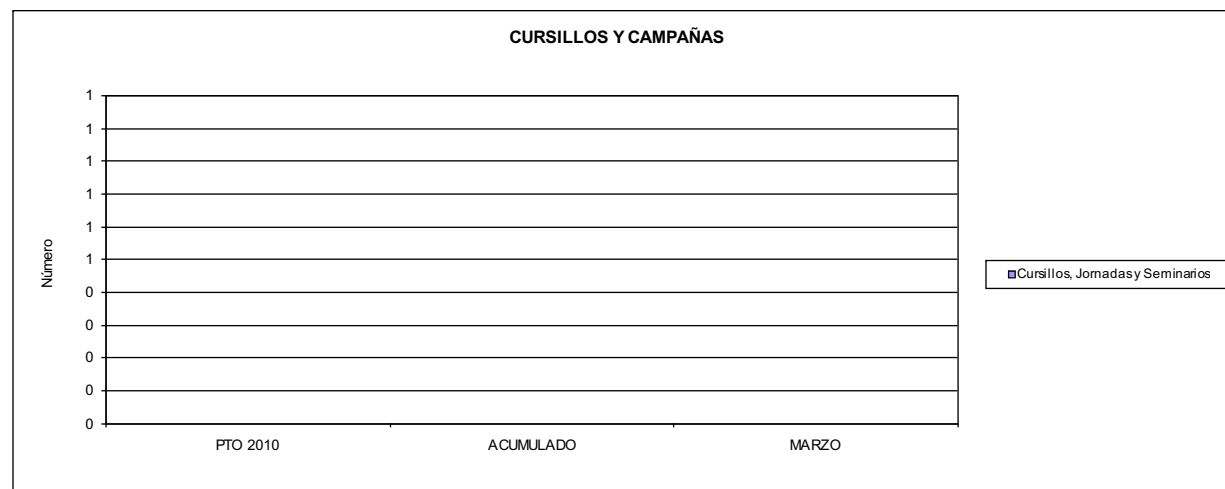 CURSILLOS Y CAMPAÑAS
1
1
1
1
1
1
0
0
0
0
0
Número
PTO 2010
ACUMULADO
MARZO
Cursillos, Jornadas y Seminarios